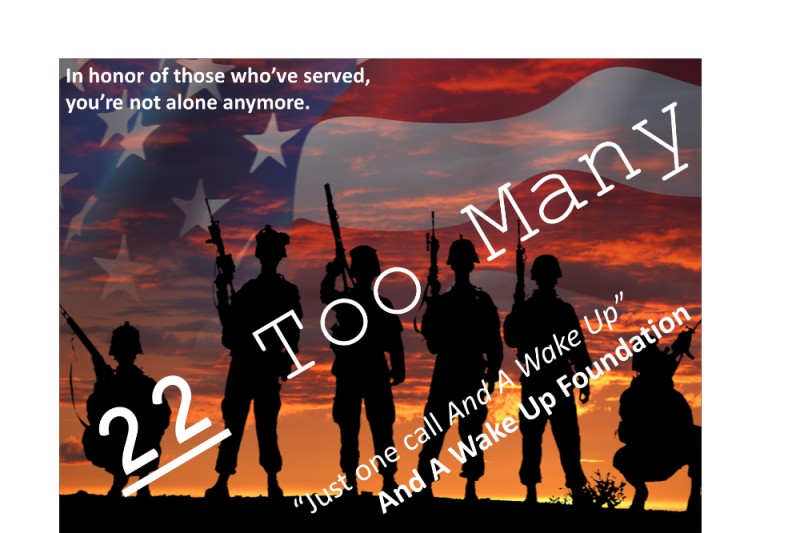 In honor of those who’ve served,
you’re not alone anymore.
22 Too Many
“Just one call And A Wake Up”
And A Wake Up Foundation